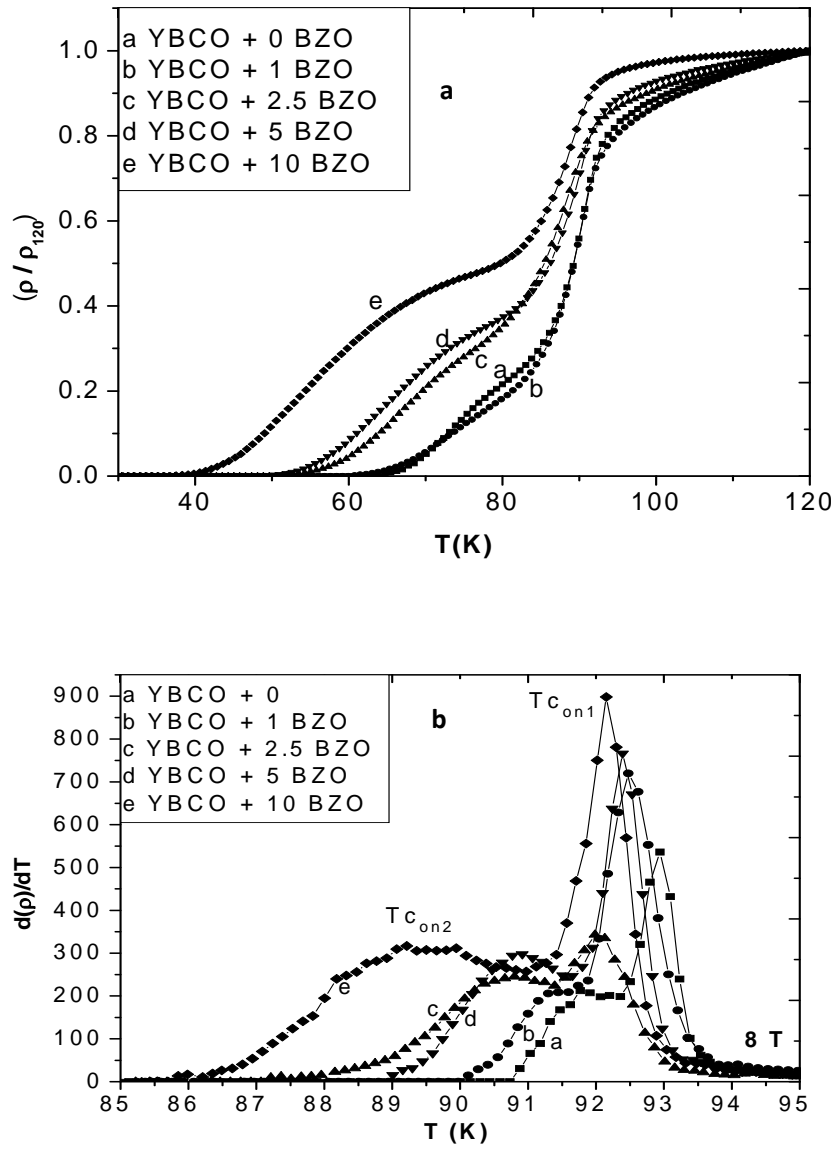 a YBCO + 0 BZO
b YBCO + 1 BZO
c YBCO + 2.5 BZO
d YBCO + 5 BZO
e YBCO + 10 BZO
a
1.0
0.8
0.6
0.4
0.2
0.0
(ρ / ρ120)
e
d
c
a
b
40
60
80
100
120
T(K)
a YBCO + 0
b YBCO + 1 BZO
c YBCO + 2.5 BZO
d YBCO + 5 BZO
e YBCO + 10 BZO
b
Tcon1
Tcon2
900
800
700
600
500
400
300
200
100
0
d(ρ)/dT
e
c
d
b
a
8 T
85
86
87
88
89
90
91
92
93
94
95
T (K)